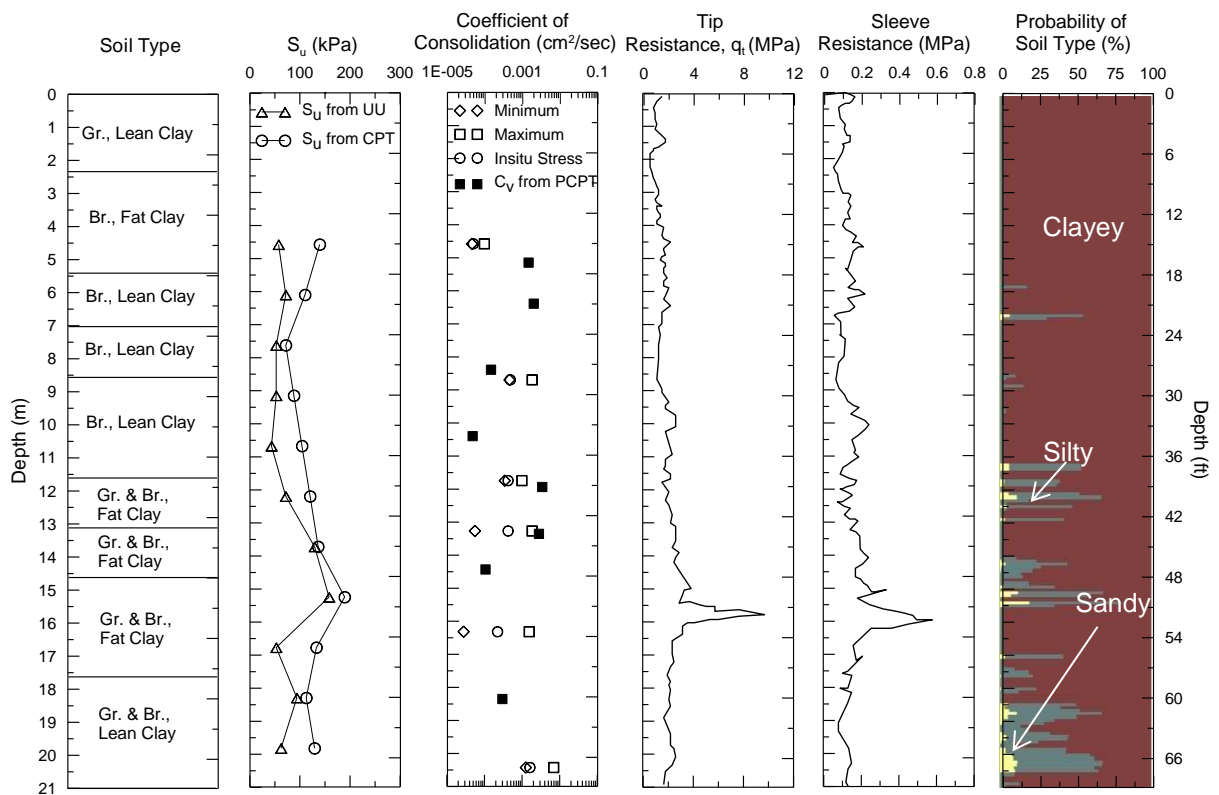 Soil Type
S_u (kPa)
0 100 200 300
Coefficient of
Consolidation (cm²/sec)
1E-005 0.001 0.1
Tip
Resistance, q_t (MPa)
0 4 8 12
Sleeve
Resistance (MPa)
0 0.2 0.4 0.6 0.8
Probability of
Soil Type (%)
0 25 50 75 100
Depth (m)
0
1
2
3
4
5
6
7
8
9
10
11
12
13
14
15
16
17
18
19
20
21
Gr., Lean Clay
Br., Fat Clay
Br., Lean Clay
Br., Lean Clay
Br., Lean Clay
Gr. & Br.,
Fat Clay
Gr. & Br.,
Fat Clay
Gr. & Br.,
Fat Clay
Gr. & Br.,
Lean Clay
S_u from UU
S_u from CPT
Minimum
Maximum
Insitu Stress
C_V from PCPT
Clayey
Silty
Sandy
0
6
12
18
24
30
36
42
48
54
60
66
Depth (ft)